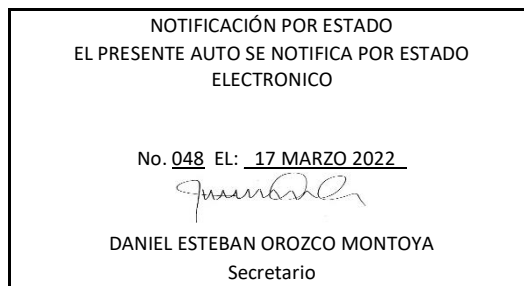 NOTIFICACIÓN POR ESTADO
EL PRESENTE AUTO SE NOTIFICA POR ESTADO
ELECTRONICO
No. 048 EL: 17 MARZO 2022
DANIEL ESTEBAN OROZCO MONTOYA
Secretario